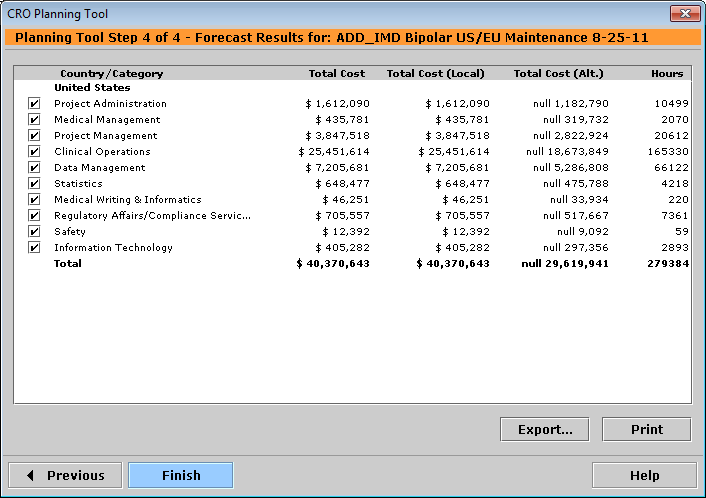 CRO Planning Tool
Planning Tool Step 4 of 4 - Forecast Results for: ADD_IMD Bipolar US/EU Maintenance 8-25-11
Country/Category Total Cost Total Cost (Local) Total Cost (Alt.) Hours
United States
Project Administration $ 1,612,090 $ 1,612,090 null 1,182,790 10499
Medical Management $ 435,781 $ 435,781 null 319,732 2070
Project Management $ 3,847,518 $ 3,847,518 null 2,822,924 20612
Clinical Operations $ 25,451,614 $ 25,451,614 null 18,673,849 165330
Data Management $ 7,205,681 $ 7,205,681 null 5,286,808 66122
Statistics $ 648,477 $ 648,477 null 475,788 4218
Medical Writing & Informatics $ 46,251 $ 46,251 null 33,934 220
Regulatory Affairs/Compliance Servic... $ 705,557 $ 705,557 null 517,667 7361
Safety $ 12,392 $ 12,392 null 9,092 59
Information Technology $ 405,282 $ 405,282 null 297,356 2893
Total $ 40,370,643 $ 40,370,643 null 29,619,941 279384
Export... Print
Previous Finish Help